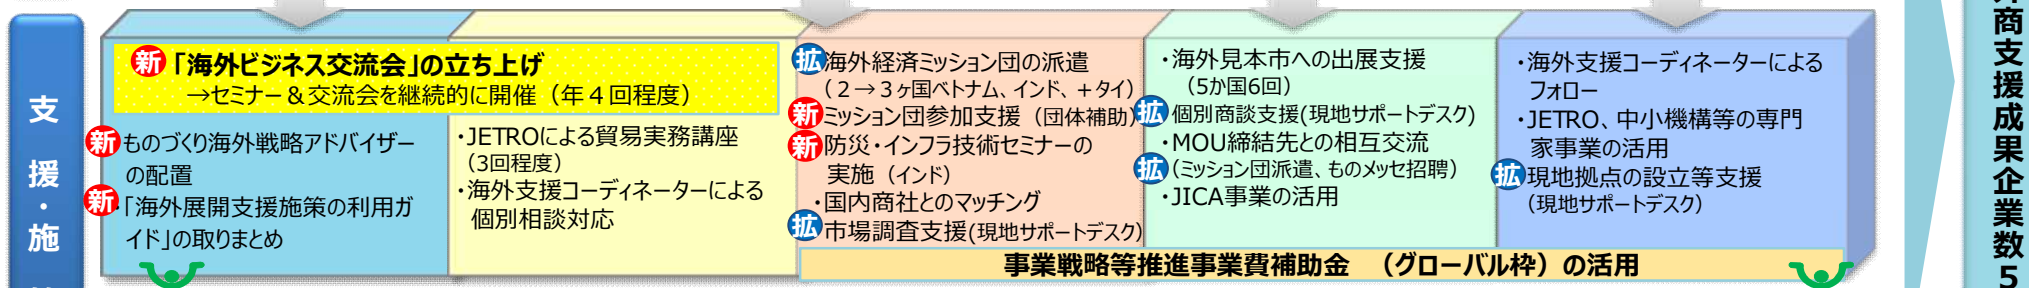 支援・施
新「海外ビジネス交流会」の立ち上げ
→セミナー＆交流会を継続的に開催（年４回程度）
新ものづくり海外戦略アドバイザー
の配置
新・「海外展開支援施策の利用ガ
イド」の取りまとめ
・JETROによる貿易実務講座
（3回程度）
・海外支援コーディネーターによる
個別相談対応
拡海外経済ミッション団の派遣
（２→３ヶ国ベトナム、インド、＋タイ）
新ミッション団参加支援（団体補助）
新防災・インフラ技術セミナーの
実施（インド）
・国内商社とのマッチング
拡市場調査支援(現地サポートデスク)
・海外見本市への出展支援
（5か国6回）
拡個別商談支援(現地サポートデスク)
・MOU締結先との相互交流
拡（ミッション団派遣、ものメッセ招聘）
・JICA事業の活用
・海外支援コーディネーターによる
フォロー
・JETRO、中小機構等の専門
家事業の活用
拡現地拠点の設立等支援
（現地サポートデスク）
事業戦略等推進事業費補助金　（グローバル枠）の活用
商支援成果企業数５